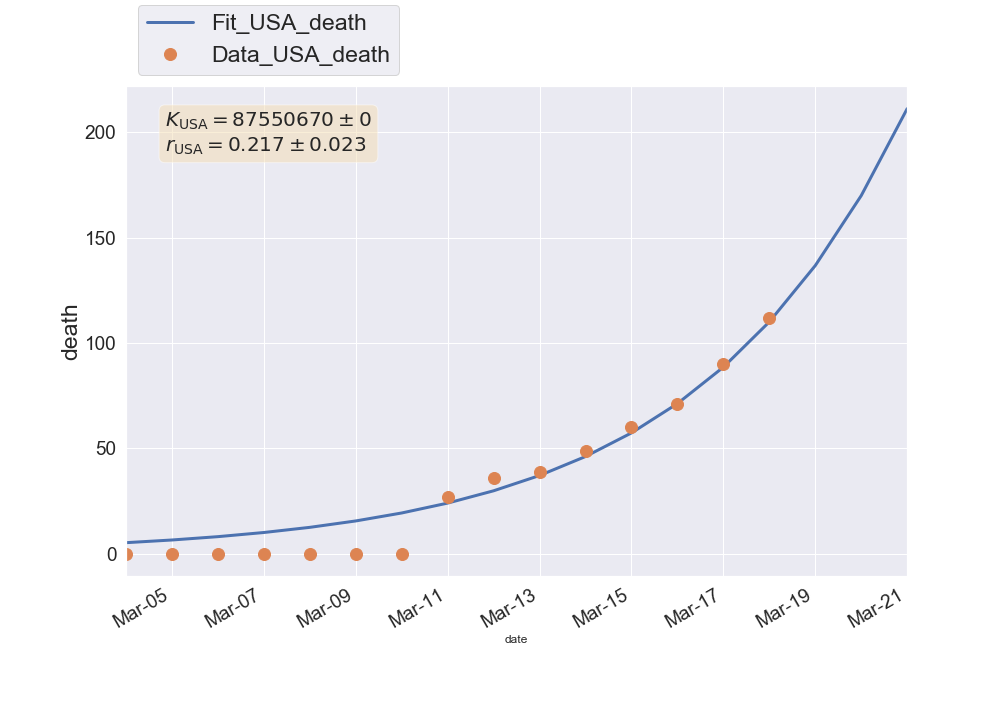 Fit_USA_death
Data_USA_death
K_USA = 87550670 ± 0
r_USA = 0.217 ± 0.023
200
150
100
50
0
death
Mar-05 Mar-07 Mar-09 Mar-11 Mar-13 Mar-15 Mar-17 Mar-19 Mar-21
date